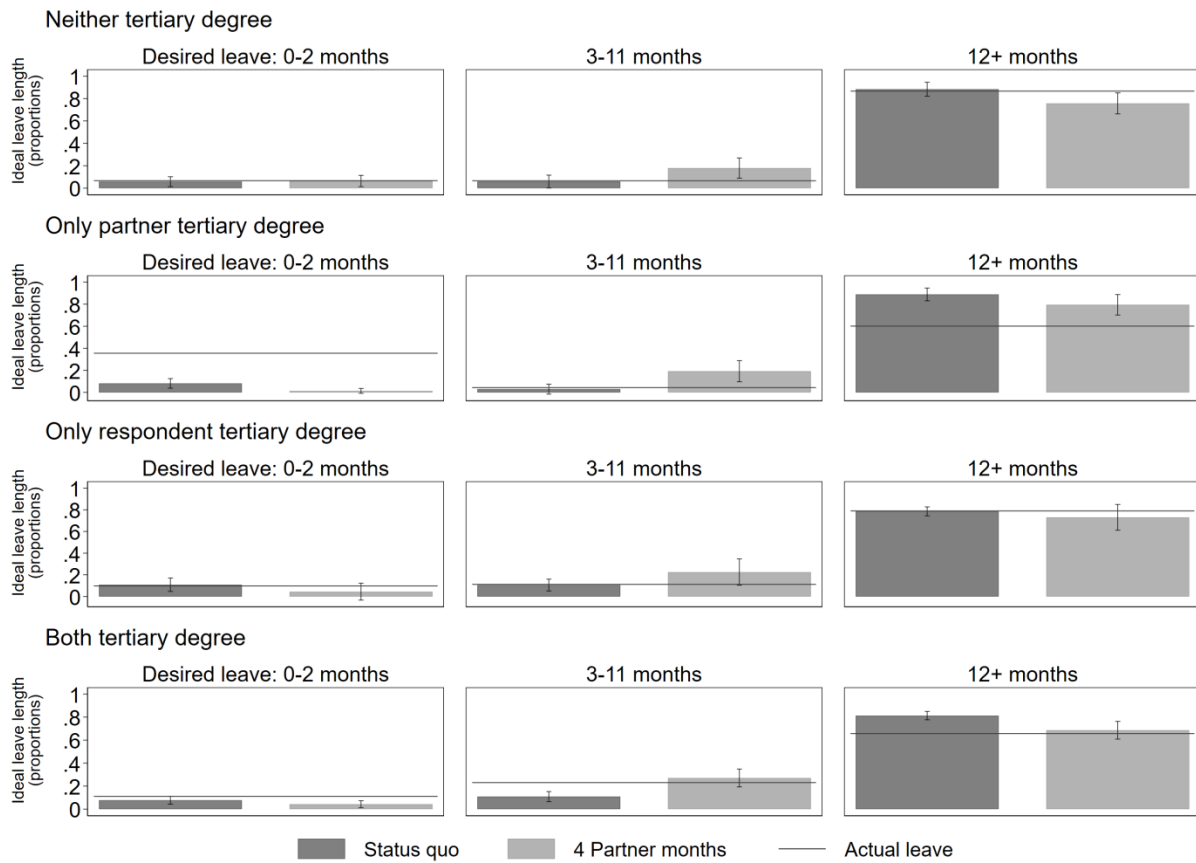 Neither tertiary degree
Desired leave: 0-2 months 3-11 months 12+ months
Ideal leave length
(proportions)
1
.8
.6
.4
.2
0
Only partner tertiary degree
Desired leave: 0-2 months 3-11 months 12+ months
Ideal leave length
(proportions)
1
.8
.6
.4
.2
0
Only respondent tertiary degree
Desired leave: 0-2 months 3-11 months 12+ months
Ideal leave length
(proportions)
1
.8
.6
.4
.2
0
Both tertiary degree
Desired leave: 0-2 months 3-11 months 12+ months
Ideal leave length
(proportions)
1
.8
.6
.4
.2
0
Status quo 4 Partner months Actual leave